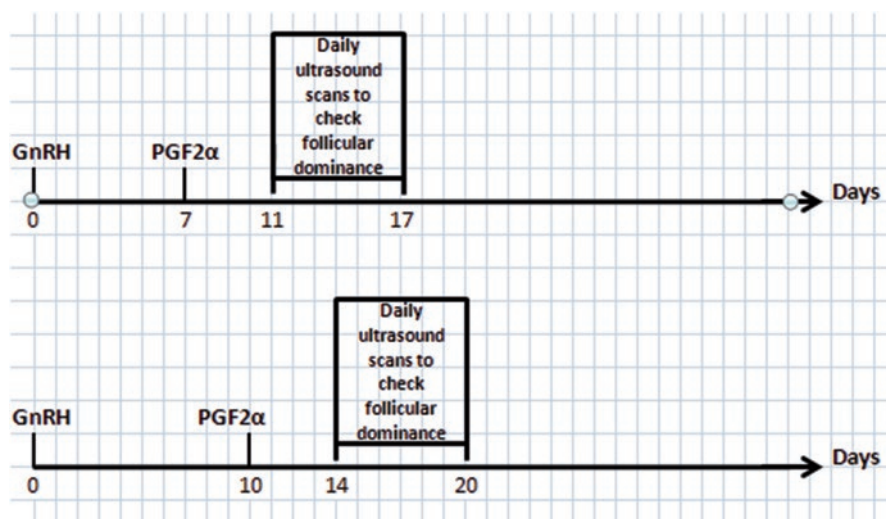 Daily
ultrasound
scans to
check
follicular
dominance
GnRH PGF2α
Days
0 7 11 17
Daily
ultrasound
scans to
check
follicular
dominance
GnRH PGF2α
Days
0 10 14 20